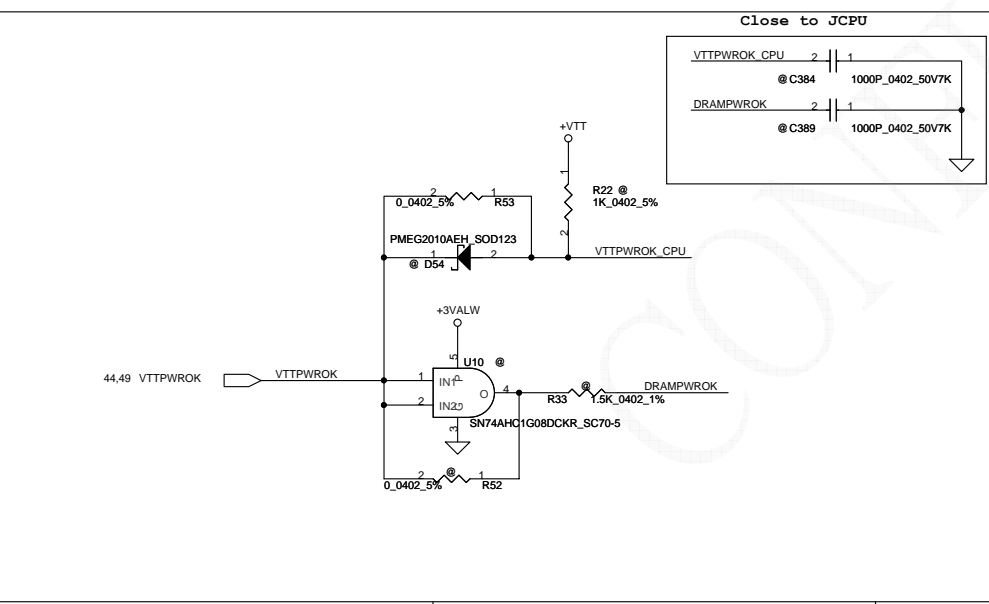 Close to JCPU
VTTPWROK_CPU 2 1
@ C384 1000P_0402_50V7K
DRAMPWROK 2 1
@ C389 1000P_0402_50V7K
+VTT
1
R22 @
1K_0402_5%
2
2 1
0_0402_5% R53
PMEG2010AEH_SOD123
1 2
@ D54
VTTPWROK_CPU
+3VALW
5
U10 @
44,49 VTTPWROK VTTPWROK
1 IN1 P
O 4
2 IN2 G
3
SN74AHC1G08DCKR_SC70-5
@ DRAMPWROK
R33 1.5K_0402_1%
2 @ 1
0_0402_5% R52
CONF